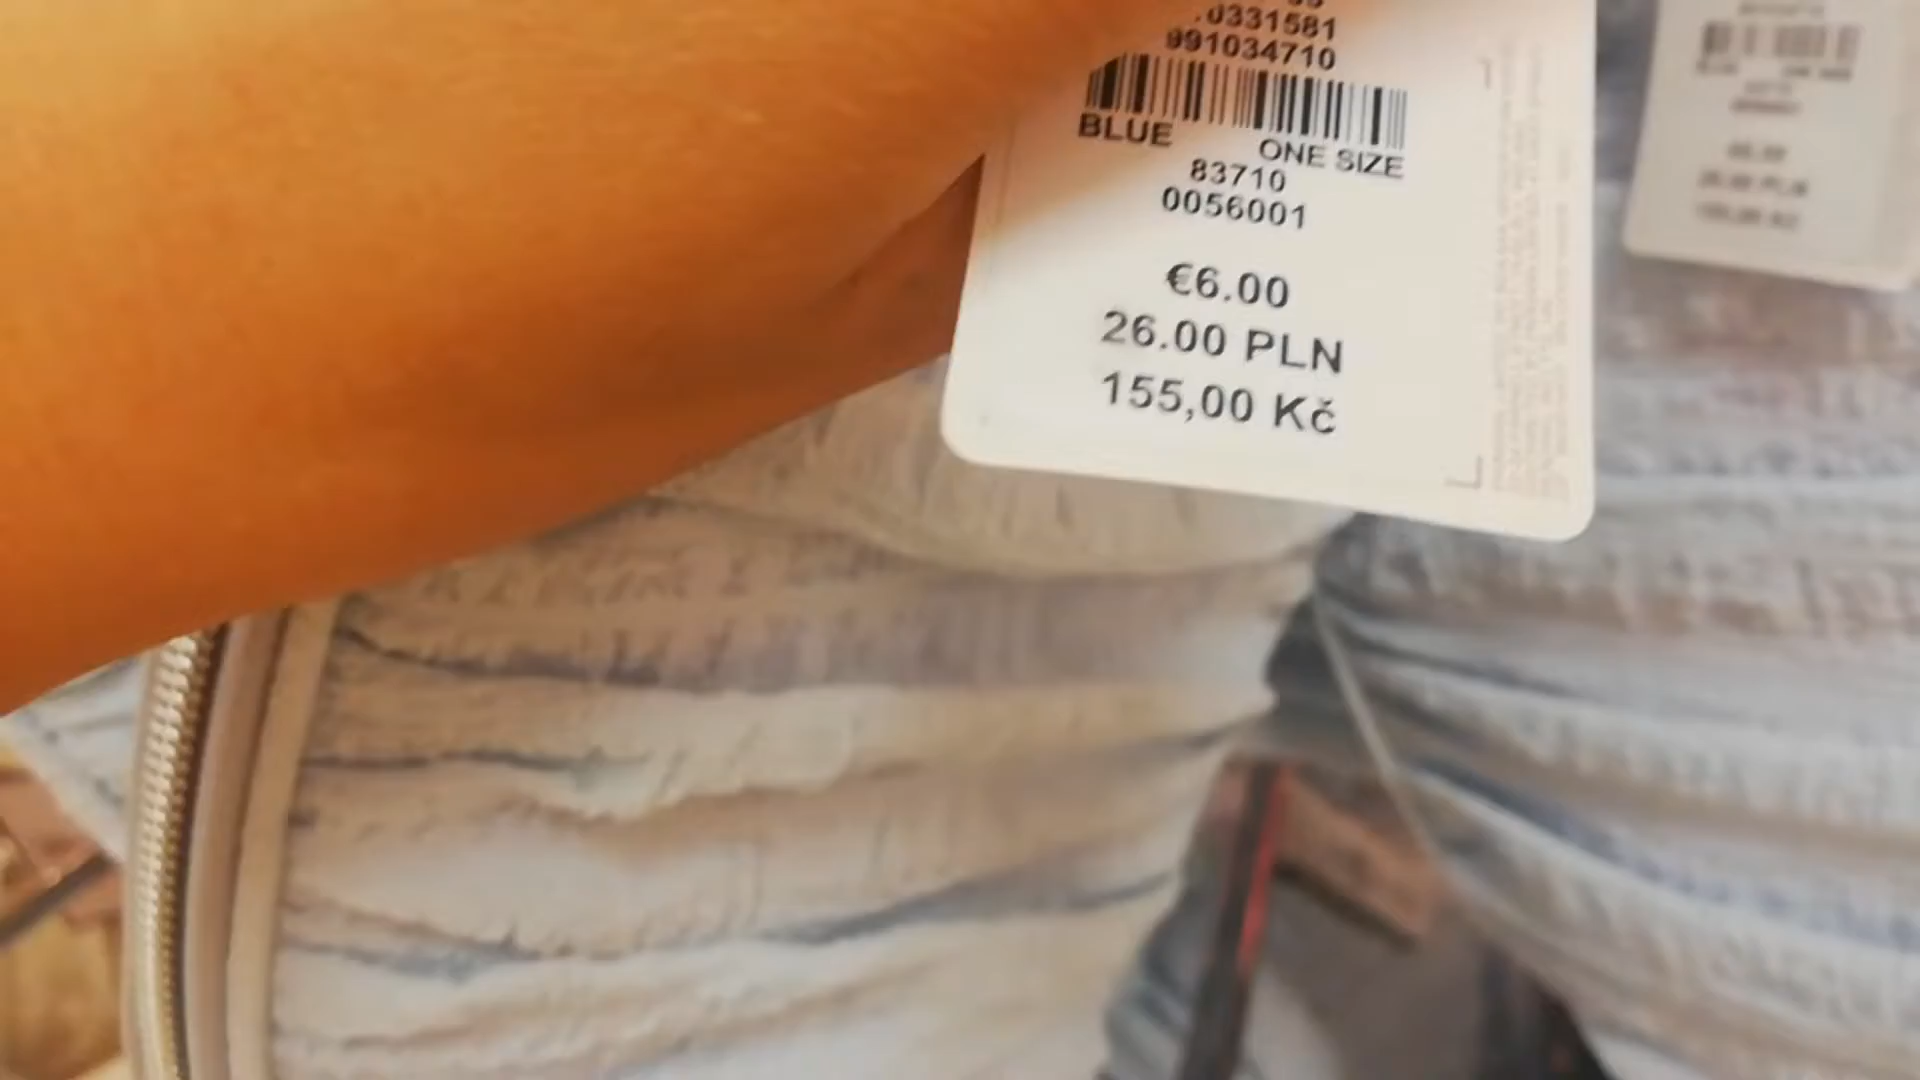 0331581
991034710
BLUE
ONE SIZE
83710
0056001
€6.00
26.00 PLN
155,00 Kč